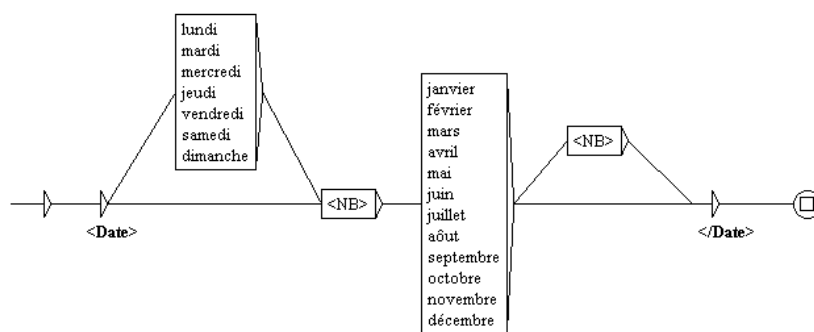 <Date>
lundi
mardi
mercredi
jeudi
vendredi
samedi
dimanche
<NB>
janvier
février
mars
avril
mai
juin
juillet
aôut
septembre
octobre
novembre
décembre
<NB>
</Date>